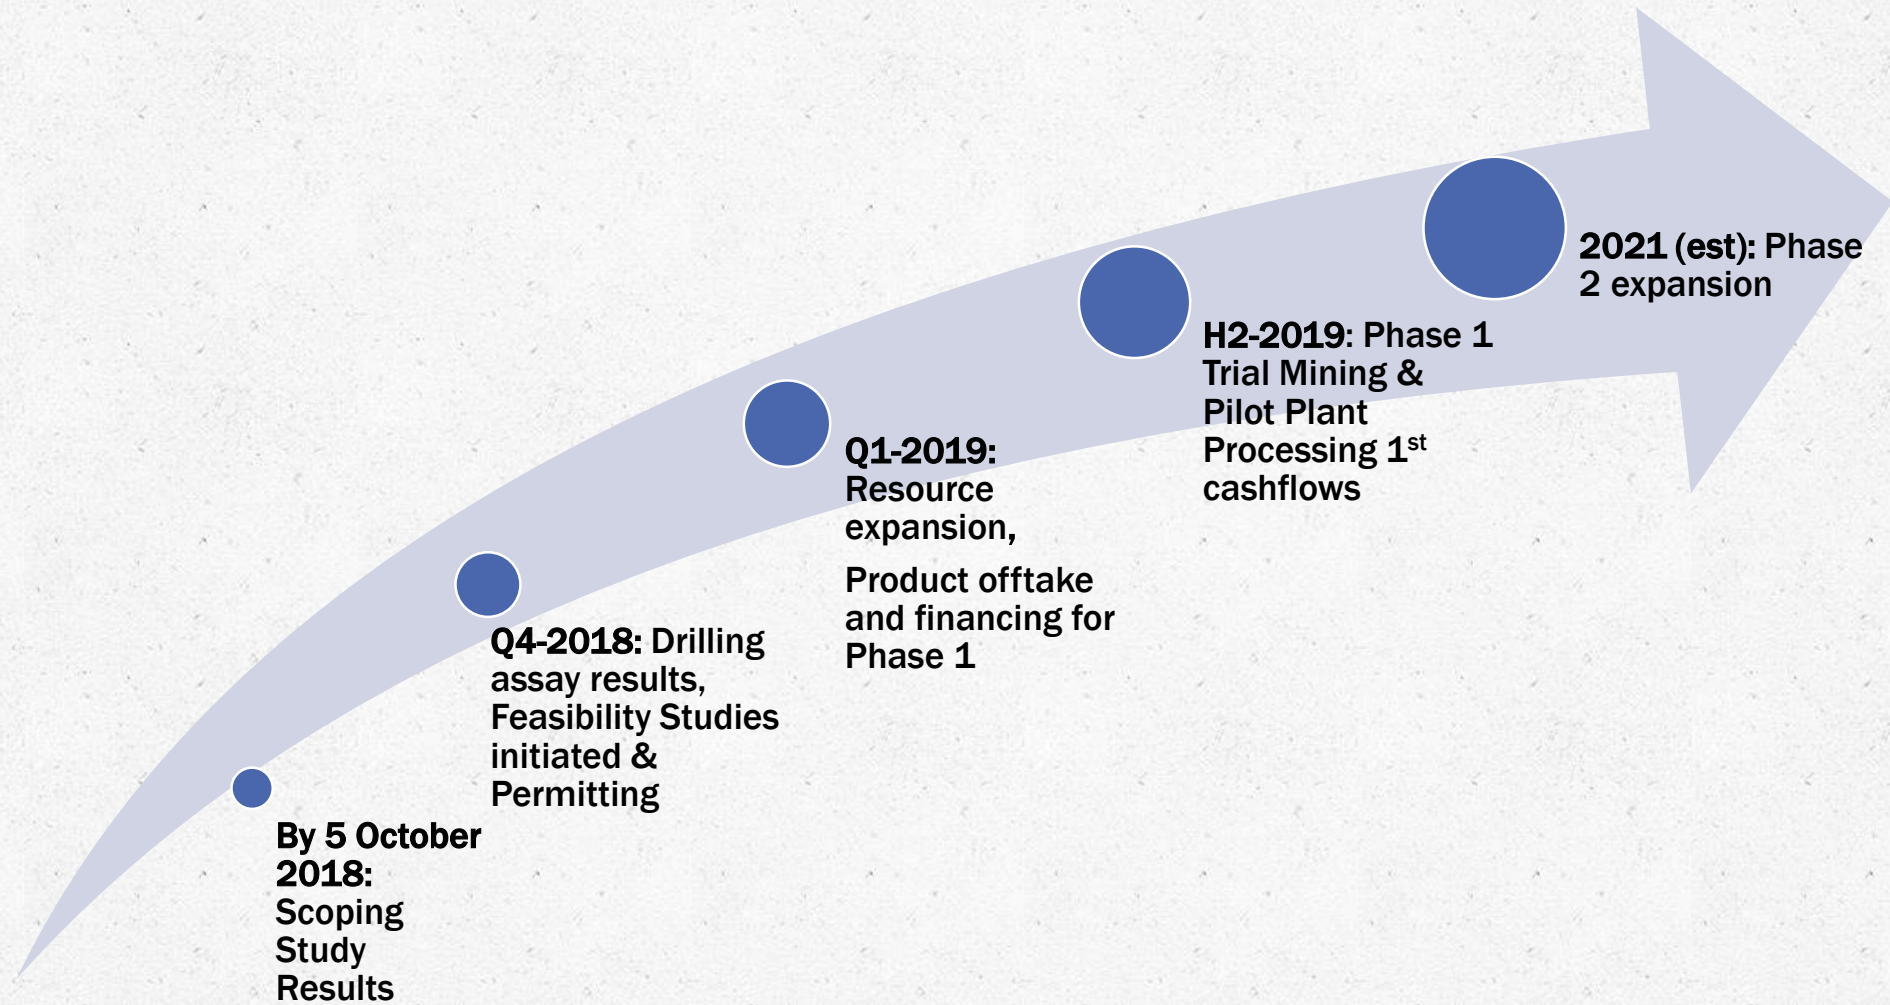 By 5 October
2018:
Scoping
Study
Results
Q4-2018: Drilling
assay results,
Feasibility Studies
initiated &
Permitting
Q1-2019:
Resource
expansion,
Product offtake
and financing for
Phase 1
H2-2019: Phase 1
Trial Mining &
Pilot Plant
Processing 1st
cashflows
2021 (est): Phase
2 expansion